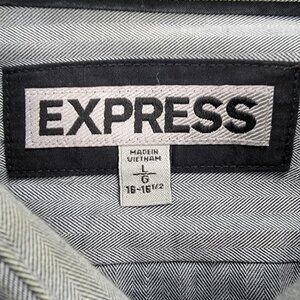 EXPRESS
MADE IN
VIETNAM
L
G
16-16 1/2